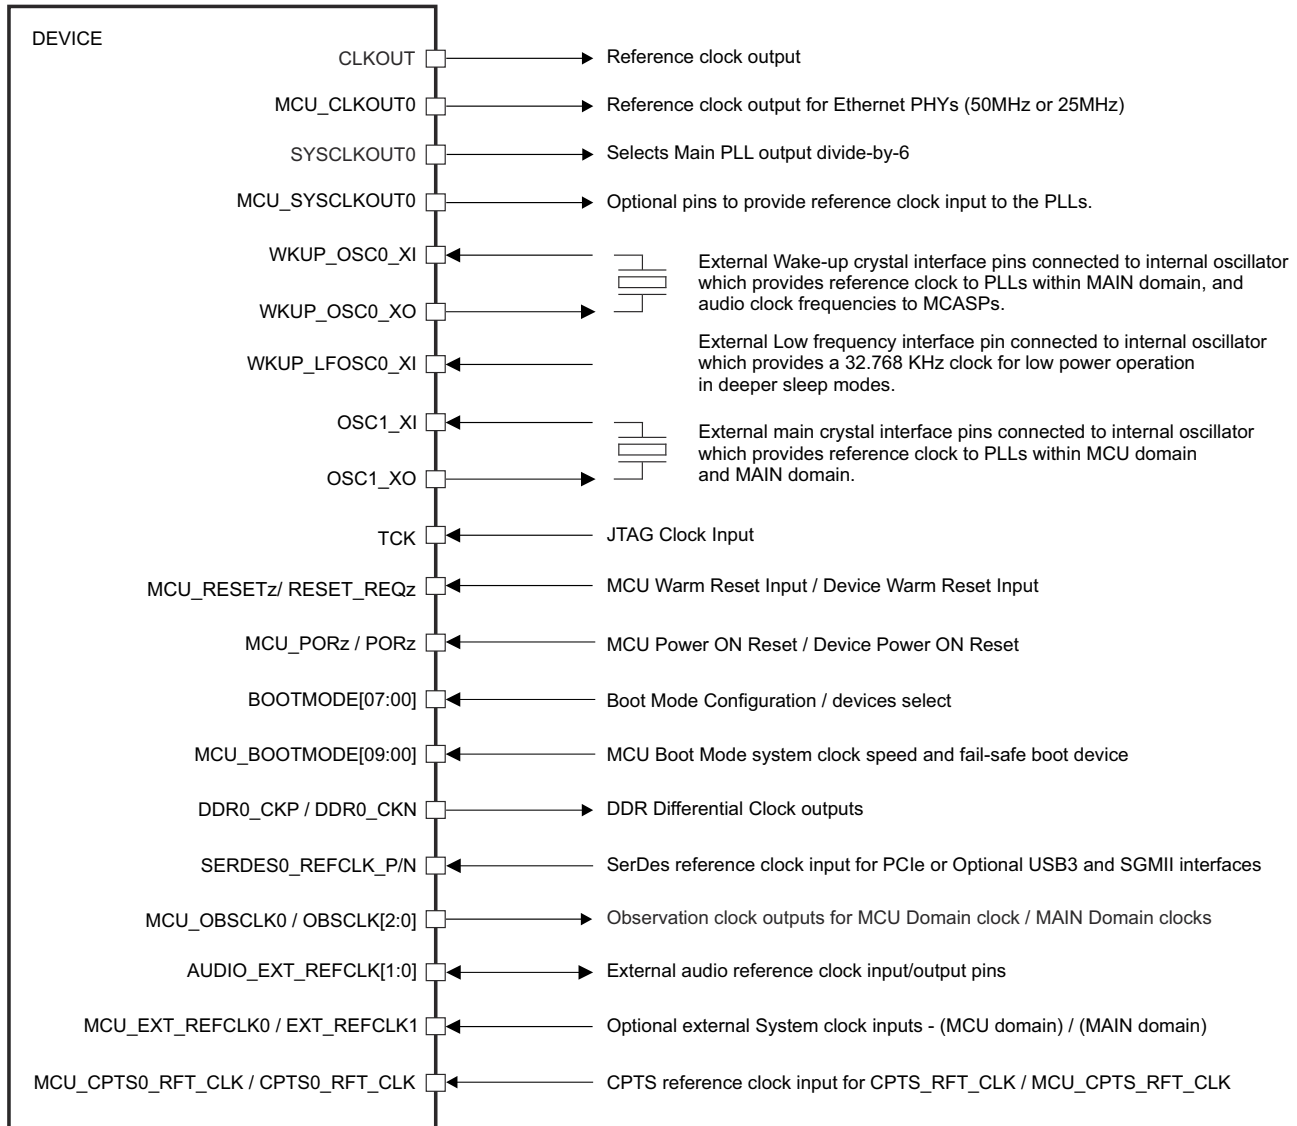 DEVICE
CLKOUT Reference clock output
MCU_CLKOUT0 Reference clock output for Ethernet PHYs (50MHz or 25MHz)
SYSCLKOUT0 Selects Main PLL output divide-by-6
MCU_SYSCLKOUT0 Optional pins to provide reference clock input to the PLLs.
WKUP_OSC0_XI
External Wake-up crystal interface pins connected to internal oscillator
which provides reference clock to PLLs within MAIN domain, and
audio clock frequencies to MCASPs.
WKUP_OSC0_XO
External Low frequency interface pin connected to internal oscillator
WKUP_LFOSC0_XI which provides a 32.768 KHz clock for low power operation
in deeper sleep modes.
OSC1_XI
External main crystal interface pins connected to internal oscillator
which provides reference clock to PLLs within MCU domain
and MAIN domain.
OSC1_XO
TCK JTAG Clock Input
MCU_RESETz/ RESET_REQz MCU Warm Reset Input / Device Warm Reset Input
MCU_PORz / PORz MCU Power ON Reset / Device Power ON Reset
BOOTMODE[07:00] Boot Mode Configuration / devices select
MCU_BOOTMODE[09:00] MCU Boot Mode system clock speed and fail-safe boot device
DDR0_CKP / DDR0_CKN DDR Differential Clock outputs
SERDES0_REFCLK_P/N SerDes reference clock input for PCIe or Optional USB3 and SGMII interfaces
MCU_OBSCLK0 / OBSCLK[2:0] Observation clock outputs for MCU Domain clock / MAIN Domain clocks
AUDIO_EXT_REFCLK[1:0] External audio reference clock input/output pins
MCU_EXT_REFCLK0 / EXT_REFCLK1 Optional external System clock inputs - (MCU domain) / (MAIN domain)
MCU_CPTS0_RFT_CLK / CPTS0_RFT_CLK CPTS reference clock input for CPTS_RFT_CLK / MCU_CPTS_RFT_CLK